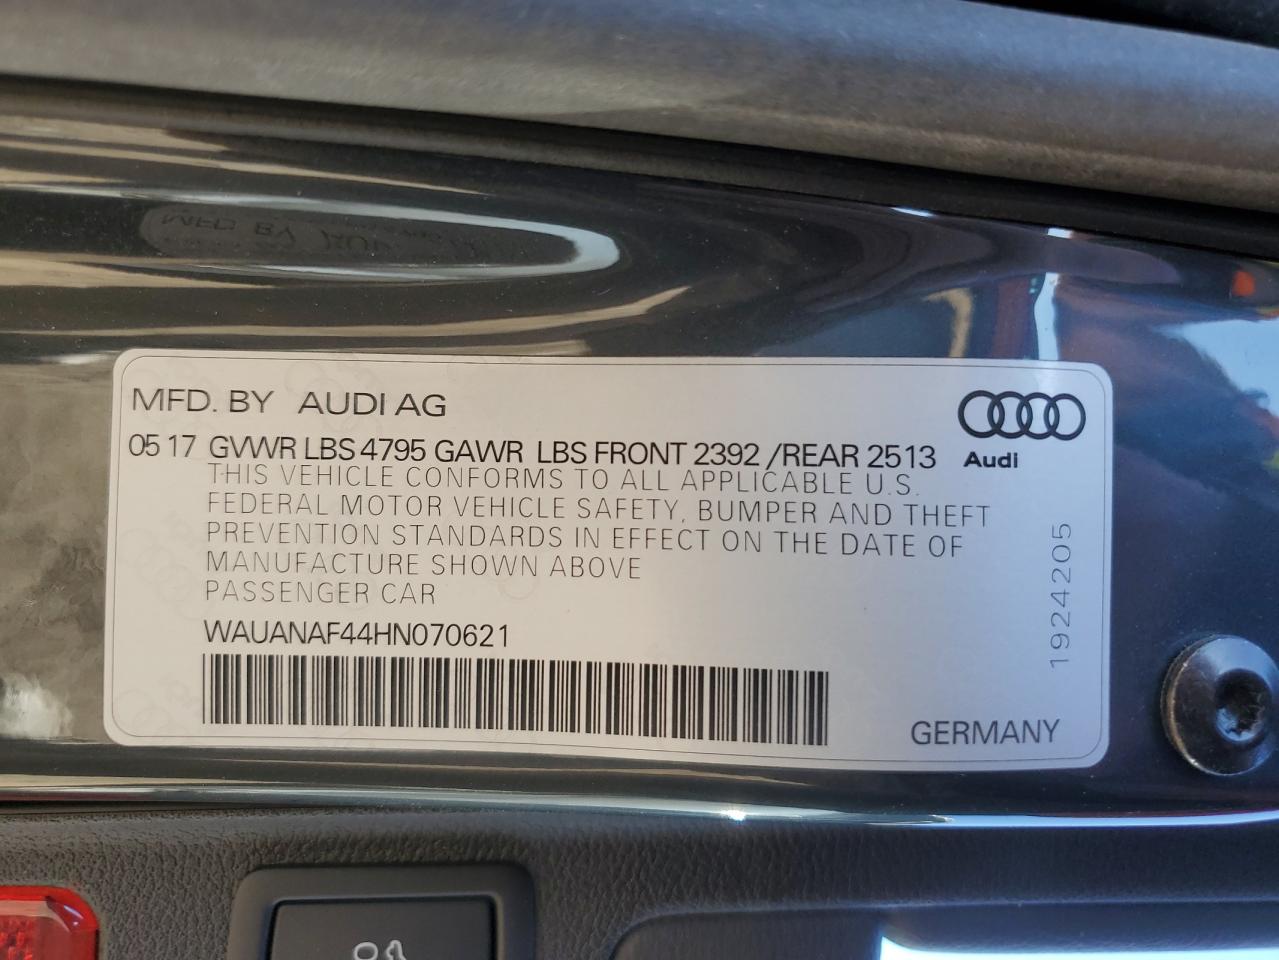 MFD. BY AUDI AG
05 17 GVWR LBS 4795 GAWR LBS FRONT 2392 /REAR 2513
Audi
THIS VEHICLE CONFORMS TO ALL APPLICABLE U.S.
FEDERAL MOTOR VEHICLE SAFETY, BUMPER AND THEFT
PREVENTION STANDARDS IN EFFECT ON THE DATE OF
MANUFACTURE SHOWN ABOVE
PASSENGER CAR
WAUANAF44HN070621
1924205
GERMANY